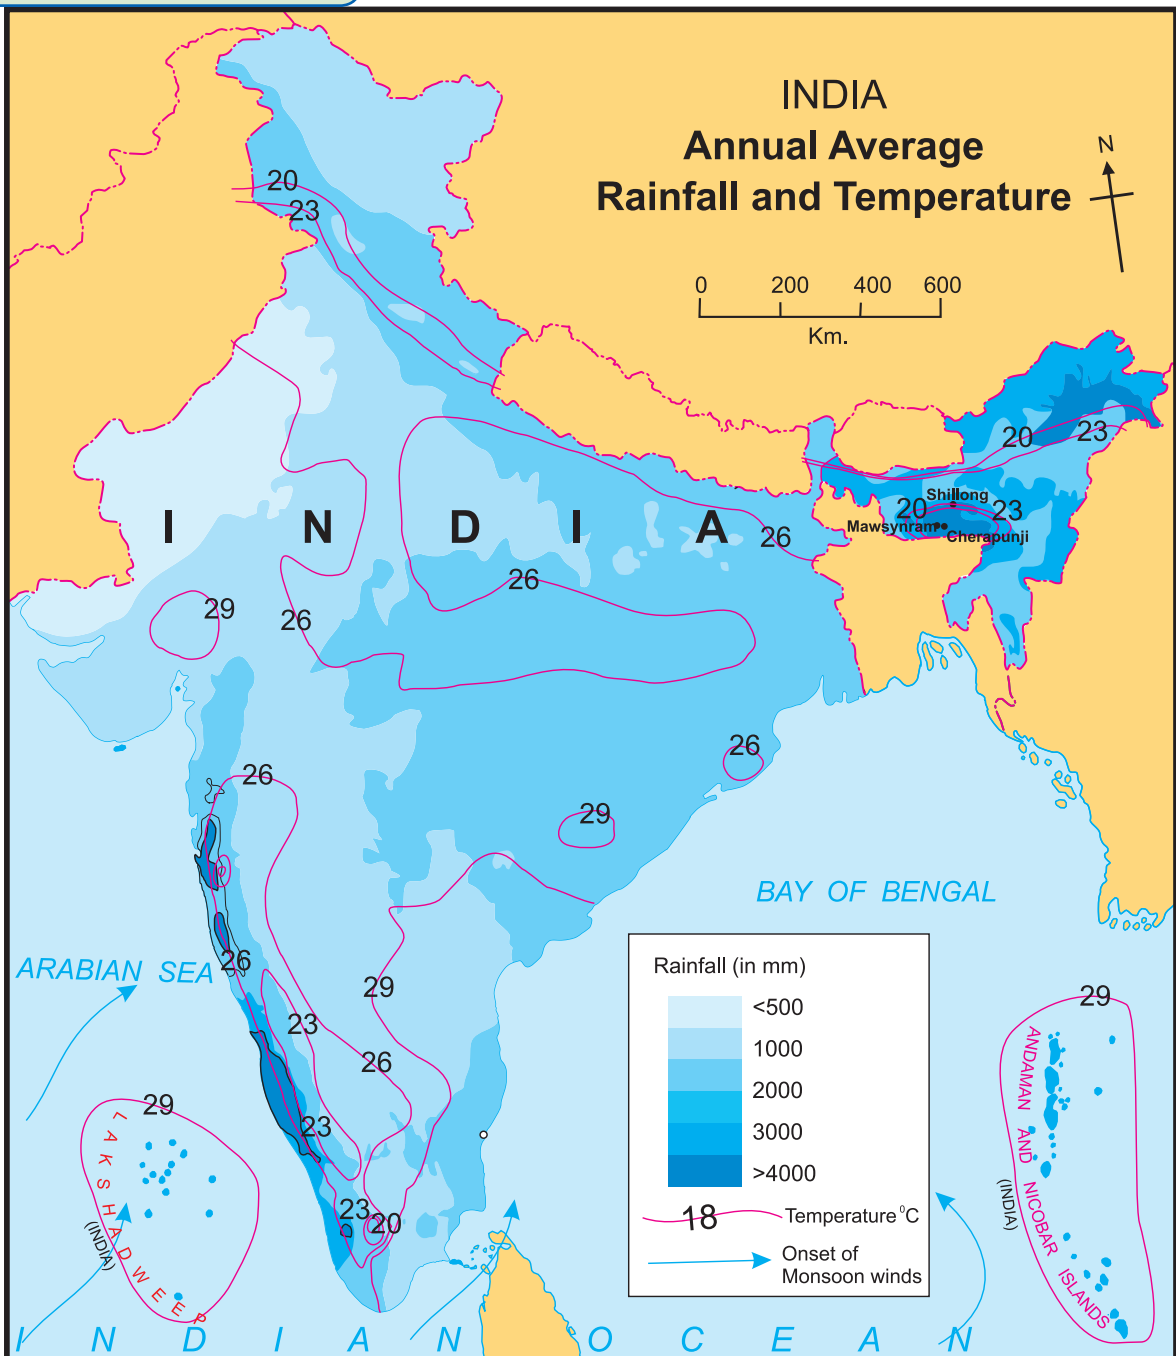 INDIA
Annual Average
Rainfall and Temperature
N
0 200 400 600
Km.
20
23
20
23
Shillong
20
23
Mawsynram
Cherapunji
I N D I A
26
26
29
26
26
29
26
BAY OF BENGAL
ARABIAN SEA
26
29
23
26
23
23
20
29
LAKSHADWEEP
(INDIA)
29
ANDAMAN AND NICOBAR ISLANDS
(INDIA)
Rainfall (in mm)
<500
1000
2000
3000
>4000
18 Temperature ⁰C
Onset of
Monsoon winds
INDIAN OCEAN